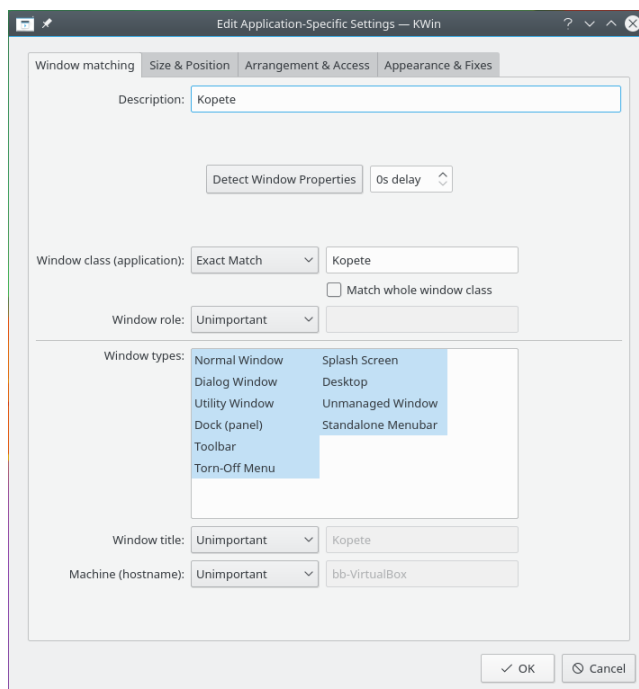 Edit Application-Specific Settings — KWin
Window matching Size & Position Arrangement & Access Appearance & Fixes
Description: Kopete
Detect Window Properties 0s delay
Window class (application): Exact Match Kopete
Match whole window class
Window role: Unimportant
Window types: Normal Window Splash Screen
Dialog Window Desktop
Utility Window Unmanaged Window
Dock (panel) Standalone Menubar
Toolbar
Torn-Off Menu
Window title: Unimportant Kopete
Machine (hostname): Unimportant bb-VirtualBox
OK Cancel